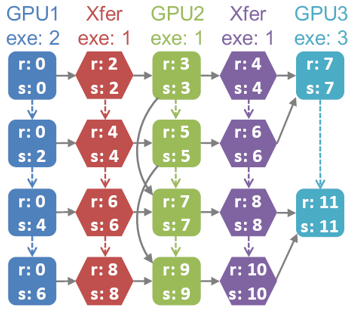 GPU1 Xfer GPU2 Xfer GPU3
exe: 2 exe: 1 exe: 1 exe: 1 exe: 3
r: 0 r: 2 r: 3 r: 4 r: 7
s: 0 s: 2 s: 3 s: 4 s: 7
r: 0 r: 4 r: 5 r: 6
s: 2 s: 4 s: 5 s: 6
r: 0 r: 6 r: 7 r: 8 r: 11
s: 4 s: 6 s: 7 s: 8 s: 11
r: 0 r: 8 r: 9 r: 10
s: 6 s: 8 s: 9 s: 10